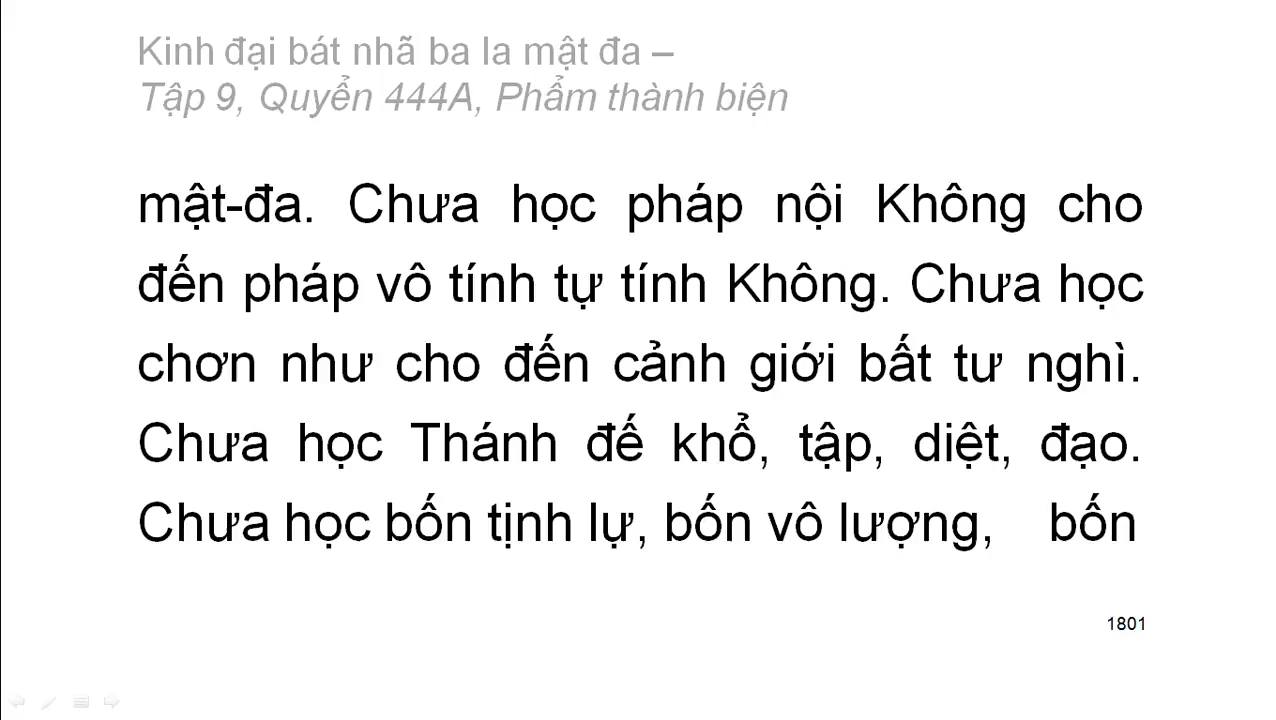 Kinh đại bát nhã ba la mật đa –
Tập 9, Quyển 444A, Phẩm thành biện
mật-đa. Chưa học pháp nội Không cho
đến pháp vô tính tự tính Không. Chưa học
chơn như cho đến cảnh giới bất tư nghì.
Chưa học Thánh đế khổ, tập, diệt, đạo.
Chưa học bốn tịnh lự, bốn vô lượng, bốn
1801